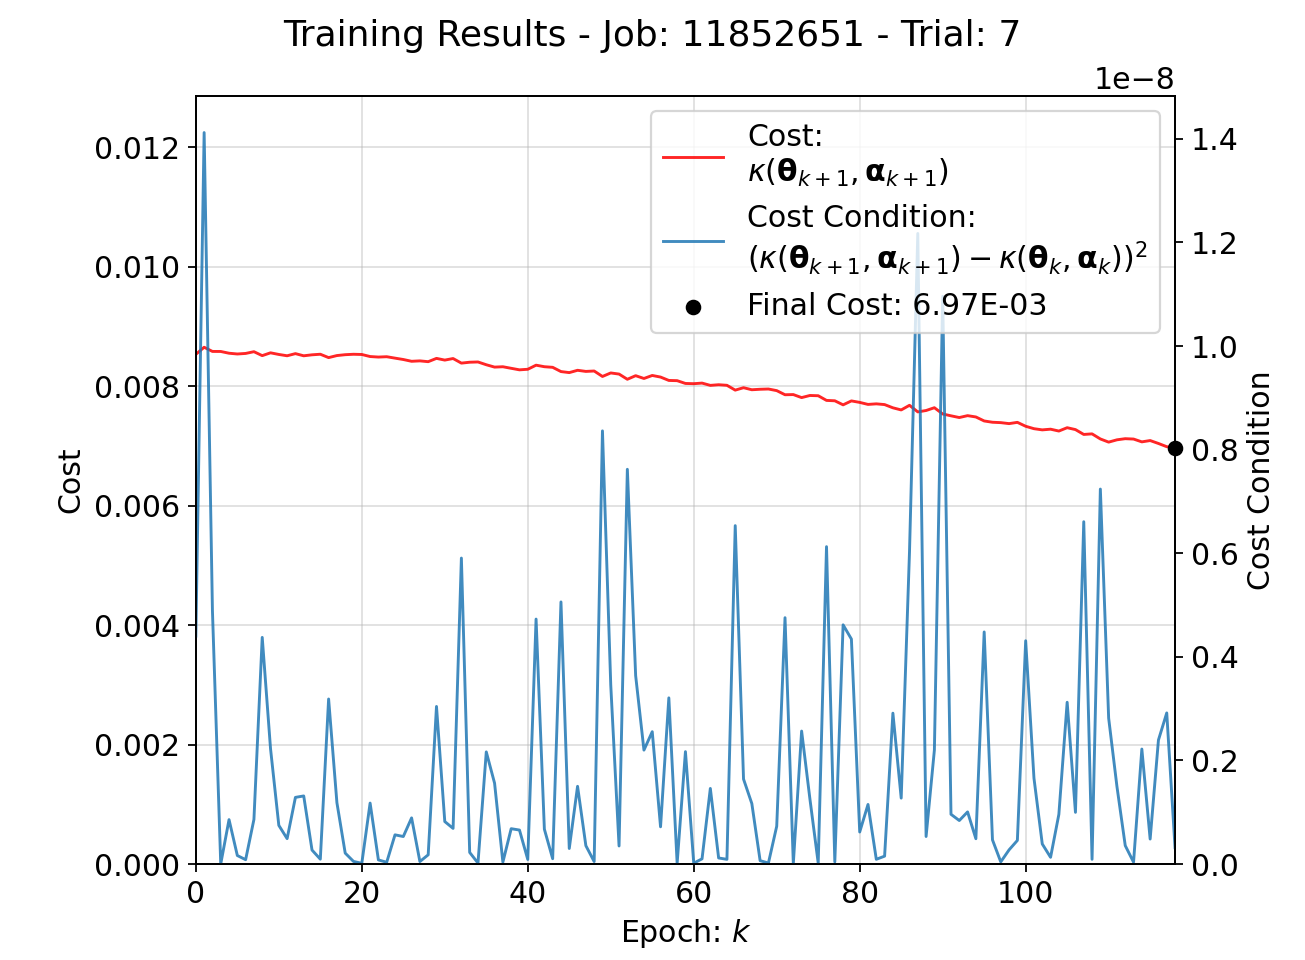 Training Results - Job: 11852651 - Trial: 7
1e−8
Cost:
κ(θ_{k+1}, α_{k+1})
Cost Condition:
(κ(θ_{k+1}, α_{k+1}) − κ(θ_k, α_k))²
Final Cost: 6.97E-03
0.012
0.010
0.008
0.006
0.004
0.002
0.000
Cost
1.4
1.2
1.0
0.8
0.6
0.4
0.2
0.0
Cost Condition
0 20 40 60 80 100
Epoch: k